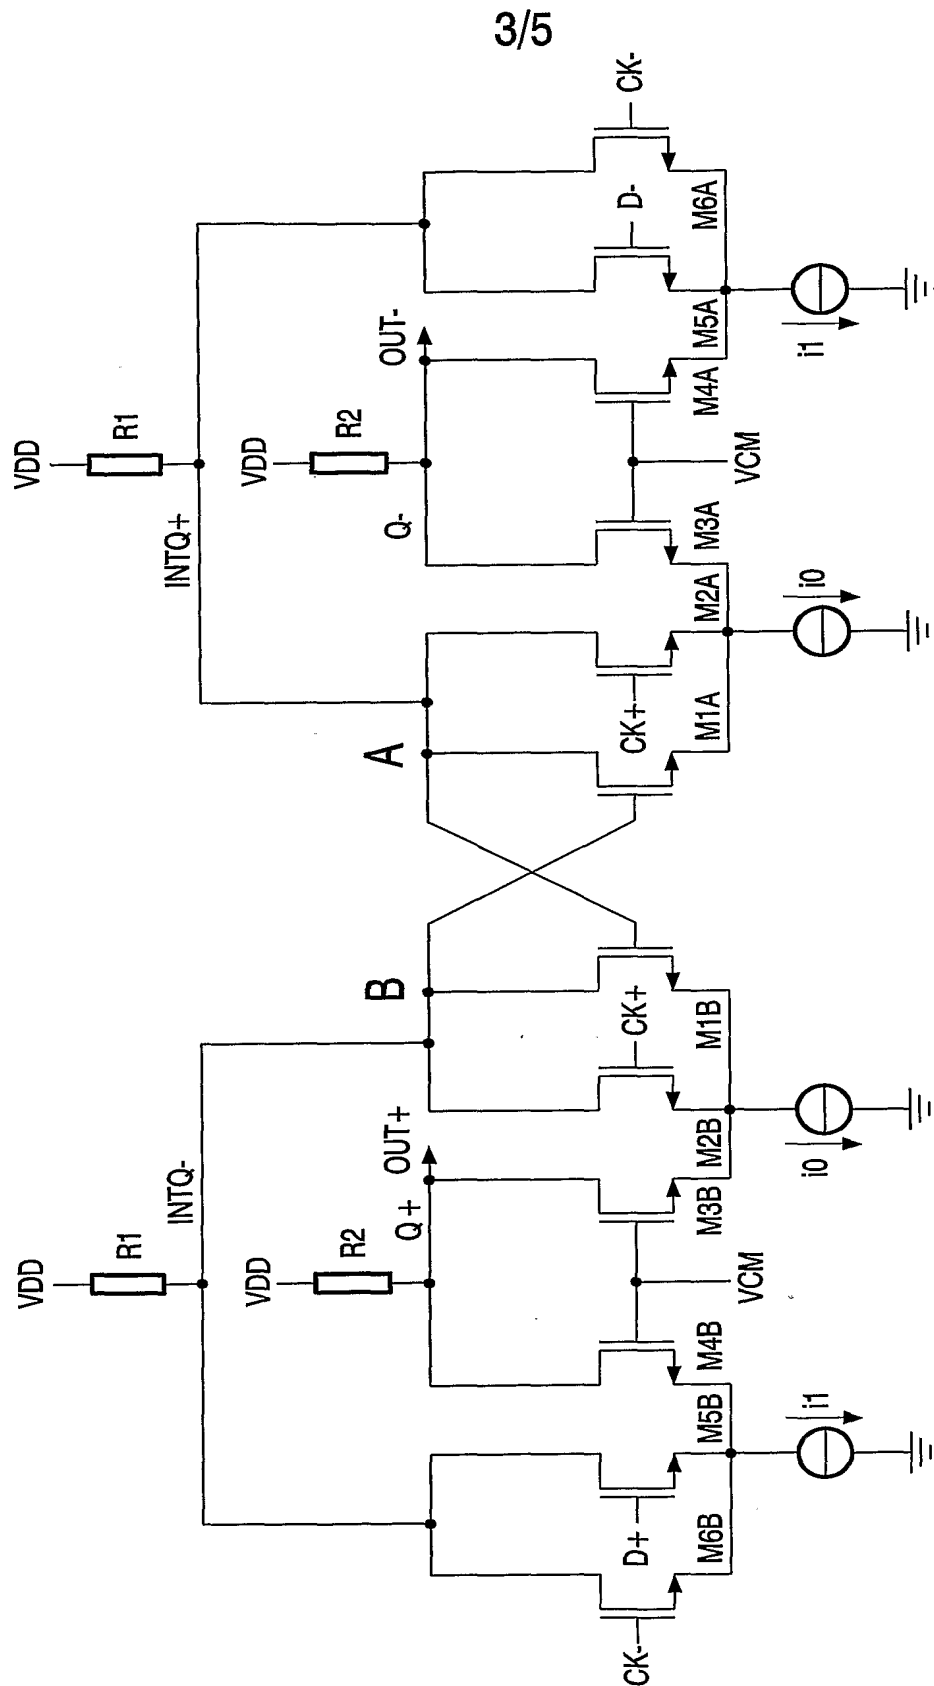 3/5
VDD
R1
INTQ-
VDD
R2
Q+
OUT+
B
CK-
D+
M6B
M5B
M4B
VCM
M3B
M2B
CK+
M1B
i1
i0
VDD
R1
INTQ+
VDD
R2
Q-
OUT-
A
CK+
M1A
M2A
M3A
VCM
M4A
M5A
D-
M6A
CK-
i0
i1